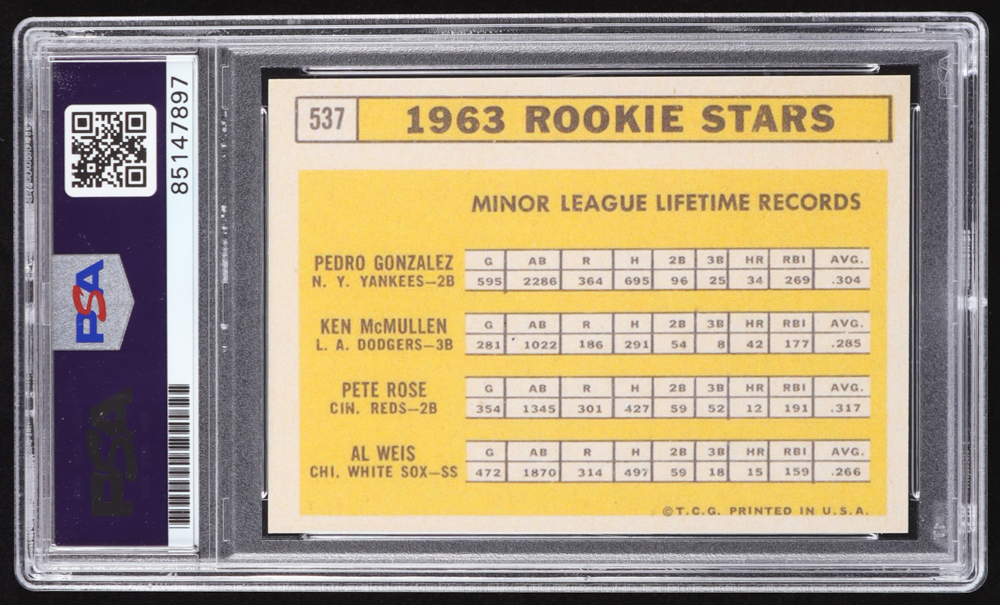 PSA
85147897
PSA
537 1963 ROOKIE STARS
MINOR LEAGUE LIFETIME RECORDS
PEDRO GONZALEZ
N. Y. YANKEES—2B
G AB R H 2B 3B HR RBI AVG.
595 2286 364 695 96 25 34 269 .304
KEN McMULLEN
L. A. DODGERS—3B
G AB R H 2B 3B HR RBI AVG.
281 1022 186 291 54 8 42 177 .285
PETE ROSE
CIN. REDS—2B
G AB R H 2B 3B HR RBI AVG.
354 1345 301 427 59 52 12 191 .317
AL WEIS
CHI. WHITE SOX—SS
G AB R H 2B 3B HR RBI AVG.
472 1870 314 497 59 18 15 159 .266
©T.C.G. PRINTED IN U.S.A.
PSA